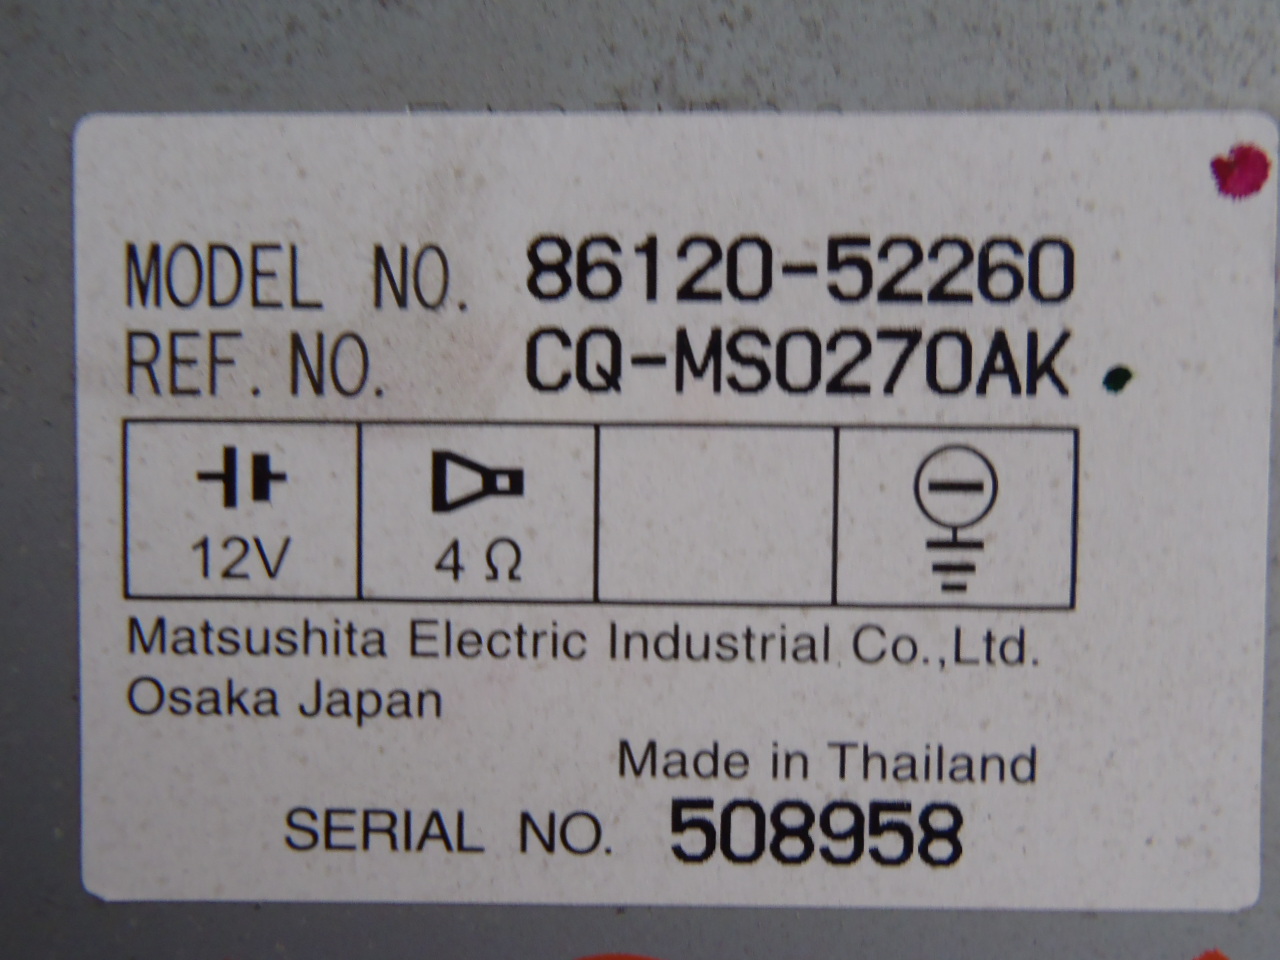 MODEL NO. 86120-52260
REF. NO. CQ-MS0270AK
12V 4 Ω
Matsushita Electric Industrial Co.,Ltd.
Osaka Japan
Made in Thailand
SERIAL NO. 508958